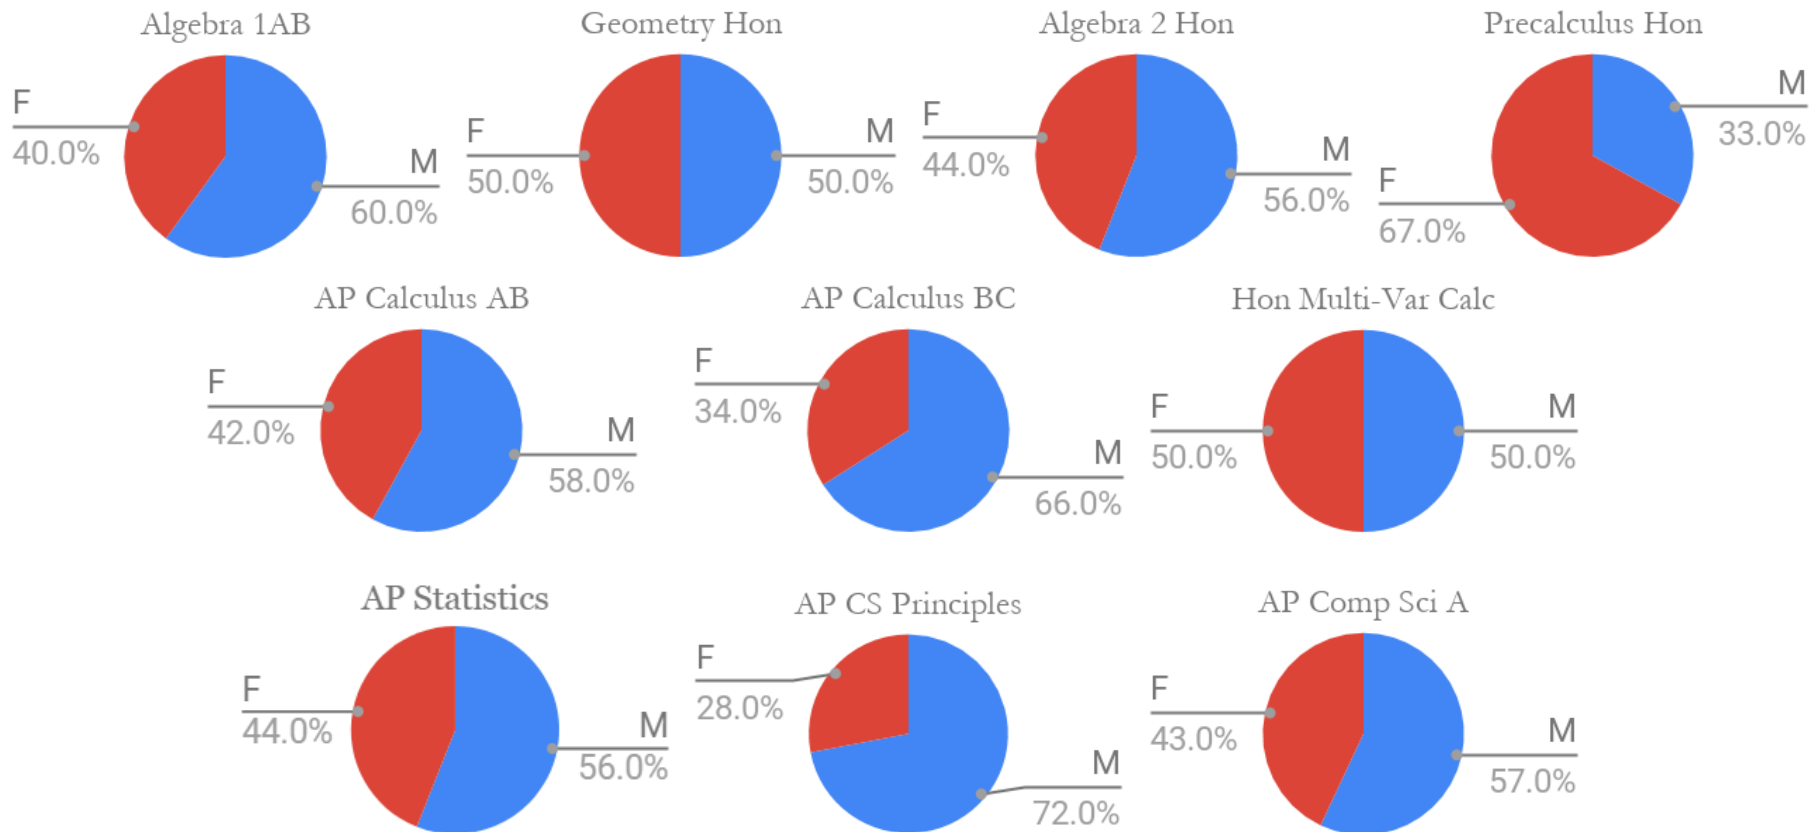 Algebra 1AB
F
40.0%
M
60.0%
Geometry Hon
F
50.0%
M
50.0%
Algebra 2 Hon
F
44.0%
M
56.0%
Precalculus Hon
M
33.0%
F
67.0%
AP Calculus AB
F
42.0%
M
58.0%
AP Calculus BC
F
34.0%
M
66.0%
Hon Multi-Var Calc
F
50.0%
M
50.0%
AP Statistics
F
44.0%
M
56.0%
AP CS Principles
F
28.0%
M
72.0%
AP Comp Sci A
F
43.0%
M
57.0%